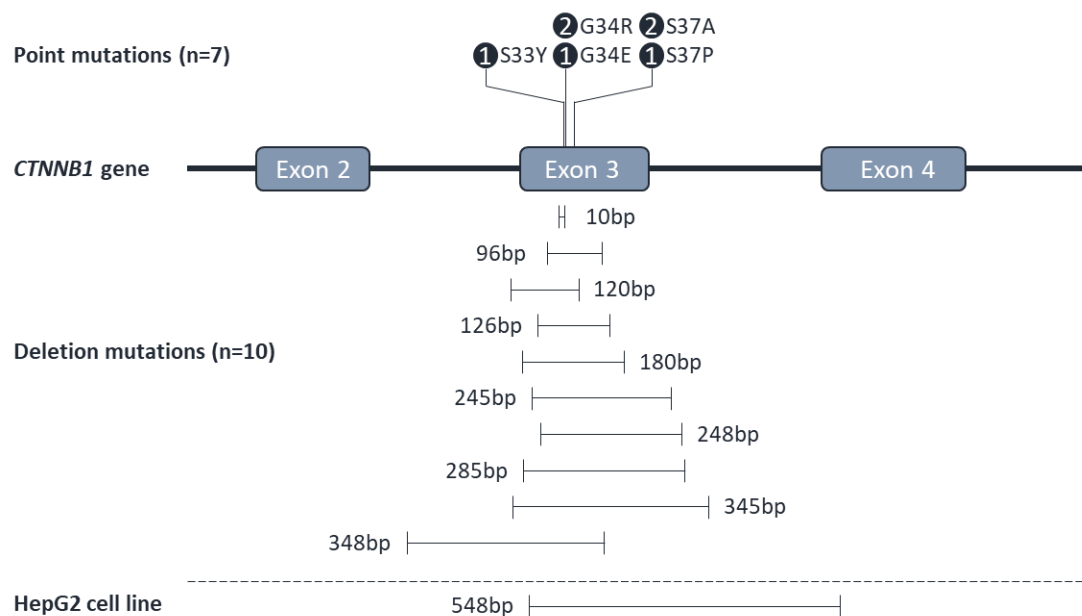 2 G34R 2 S37A
Point mutations (n=7)
1 S33Y 1 G34E 1 S37P
CTNNB1 gene
Exon 2 Exon 3 Exon 4
10bp
96bp
120bp
126bp
Deletion mutations (n=10)
180bp
245bp
248bp
285bp
345bp
348bp
HepG2 cell line
548bp